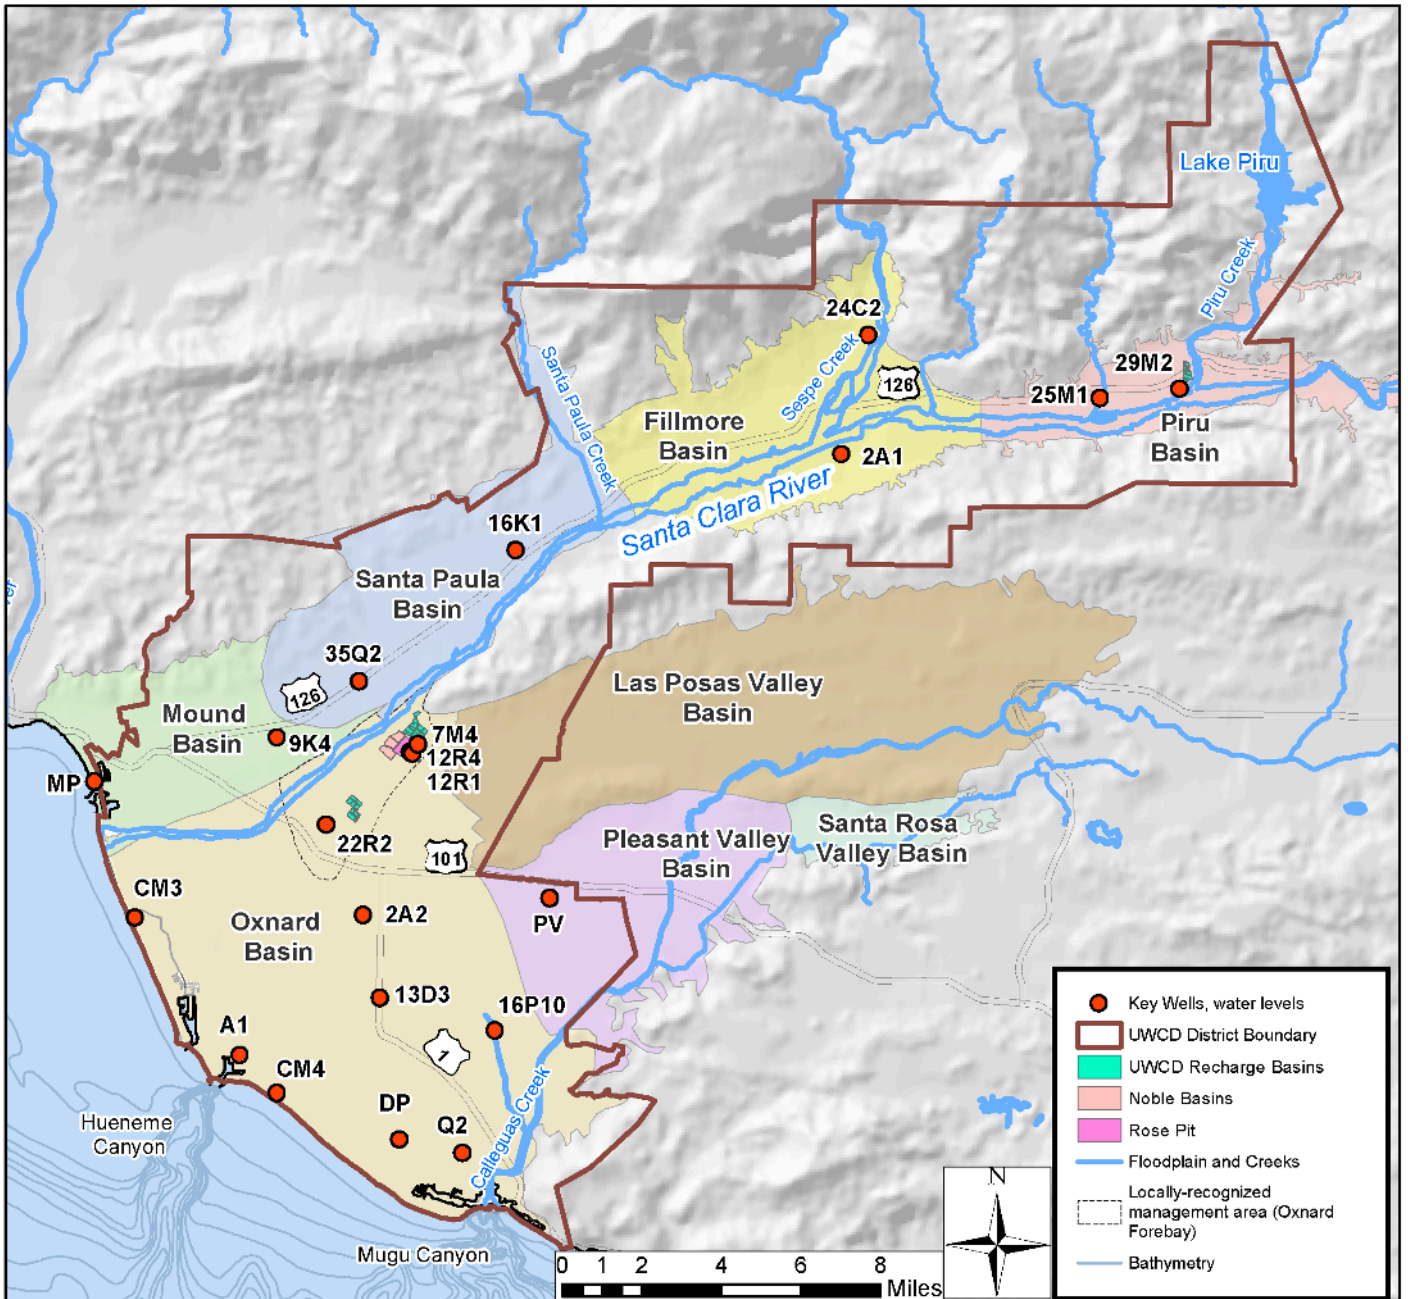 Lake Piru
Piru Creek
24C2
Sespe Creek
126
29M2
25M1
Piru
Basin
Santa Paula Creek
Fillmore
Basin
2A1
Santa Clara River
16K1
Santa Paula
Basin
35Q2
126
Las Posas Valley
Basin
Mound
Basin
9K4
7M4
12R4
12R1
MP
22R2
101
Pleasant Valley
Basin
Santa Rosa
Valley Basin
CM3
2A2
PV
Oxnard
Basin
13D3
16P10
1
A1
CM4
DP
Q2
Calleguas Creek
Hueneme
Canyon
Mugu Canyon
Key Wells, water levels
UWCD District Boundary
UWCD Recharge Basins
Noble Basins
Rose Pit
Floodplain and Creeks
Locally-recognized
management area (Oxnard
Forebay)
Bathymetry
N
0 1 2 4 6 8
Miles